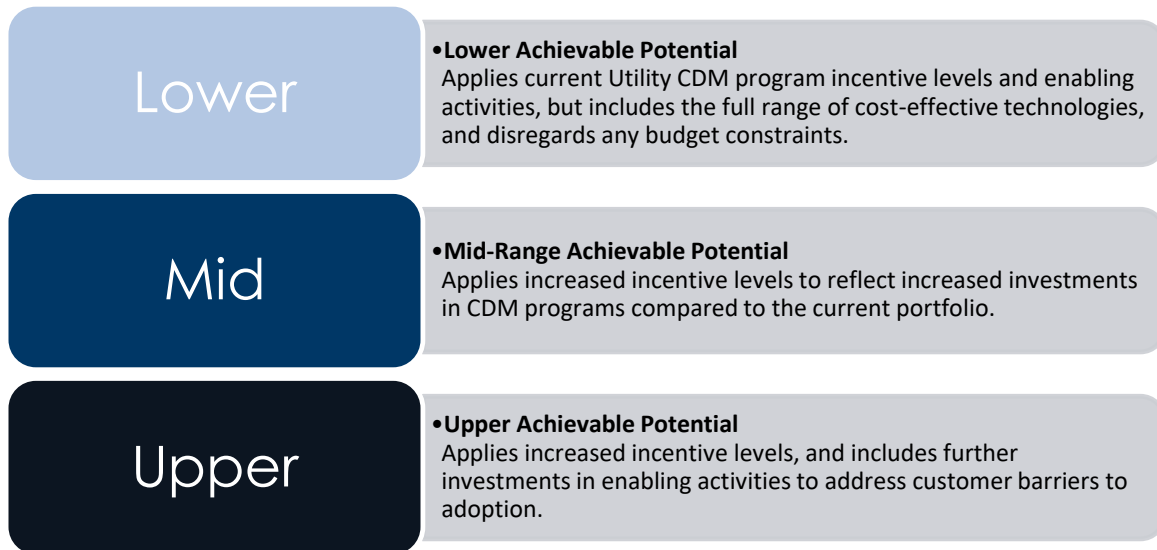 Lower
•Lower Achievable Potential
Applies current Utility CDM program incentive levels and enabling
activities, but includes the full range of cost-effective technologies,
and disregards any budget constraints.
Mid
•Mid-Range Achievable Potential
Applies increased incentive levels to reflect increased investments
in CDM programs compared to the current portfolio.
Upper
•Upper Achievable Potential
Applies increased incentive levels, and includes further
investments in enabling activities to address customer barriers to
adoption.